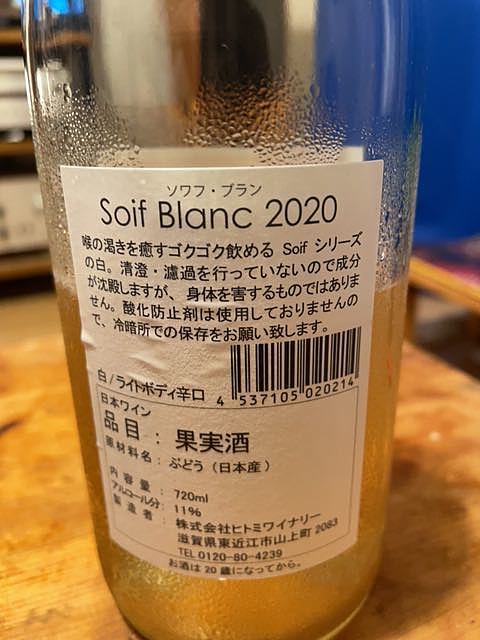 ソワフ・ブラン
Soif Blanc 2020
喉の渇きを癒すゴクゴク飲める Soif シリーズ
の白。清澄・濾過を行っていないので成分
が沈殿しますが、身体を害するものではありま
せん。酸化防止剤は使用しておりませんの
で、冷暗所での保存をお願い致します。
白/ライトボディ辛口
4 537105 020214
日本ワイン
品目：果実酒
原材料名：ぶどう（日本産）
内容量：720ml
アルコール分：11%
製造者：株式会社ヒトミワイナリー
滋賀県東近江市山上町 2083
TEL 0120-80-4239
お酒は 20 歳になってから。